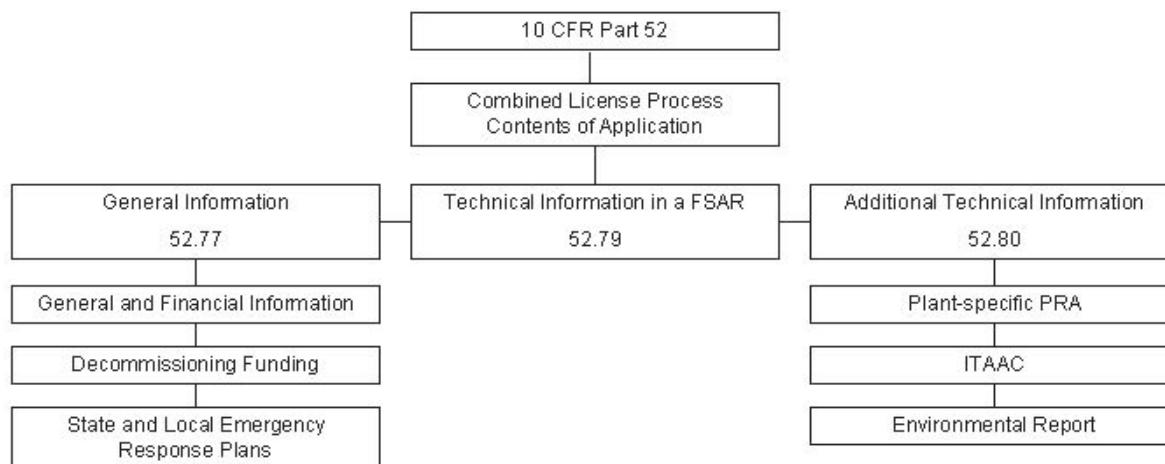 10 CFR Part 52
Combined License Process
Contents of Application
General Information
52.77
Technical Information in a FSAR
52.79
Additional Technical Information
52.80
General and Financial Information
Decommissioning Funding
State and Local Emergency
Response Plans
Plant-specific PRA
ITAAC
Environmental Report